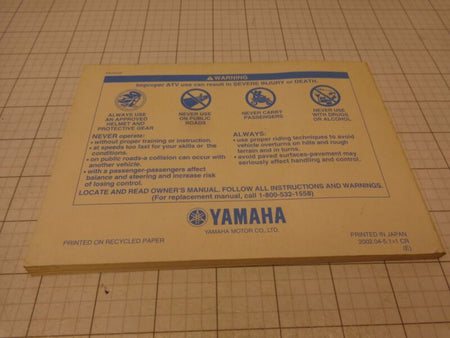 WARNING
Improper ATV use can result in SEVERE INJURY or DEATH.
ALWAYS USE
AN APPROVED
HELMET AND
PROTECTIVE GEAR
NEVER USE
ON PUBLIC
ROADS
NEVER CARRY
PASSENGERS
NEVER USE
WITH DRUGS
OR ALCOHOL
NEVER operate:
• without proper training or instruction.
• at speeds too fast for your skills or the
conditions.
• on public roads-a collision can occur with
another vehicle.
• with a passenger-passengers affect
balance and steering and increase risk
of losing control.
ALWAYS:
• use proper riding techniques to avoid
vehicle overturns on hills and rough
terrain and in turns.
• avoid paved surfaces-pavement may
seriously affect handling and control.
LOCATE AND READ OWNER'S MANUAL. FOLLOW ALL INSTRUCTIONS AND WARNINGS.
(For replacement manual, call 1-800-532-1558)
YAMAHA
YAMAHA MOTOR CO., LTD.
PRINTED ON RECYCLED PAPER
PRINTED IN JAPAN
2002.04-5.1×1 CR
(E)